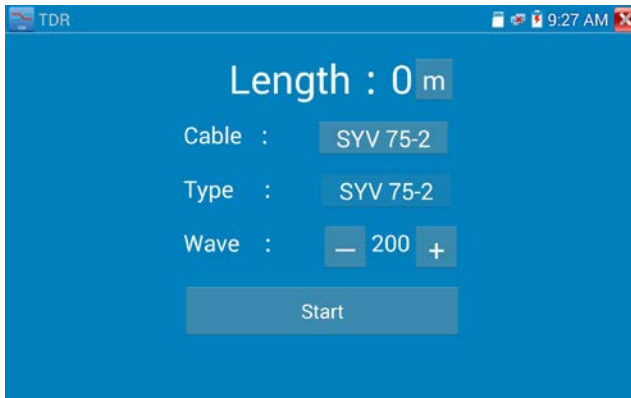 TDR 9:27 AM
Length : 0 m
Cable : SYV 75-2
Type : SYV 75-2
Wave : — 200 +
Start